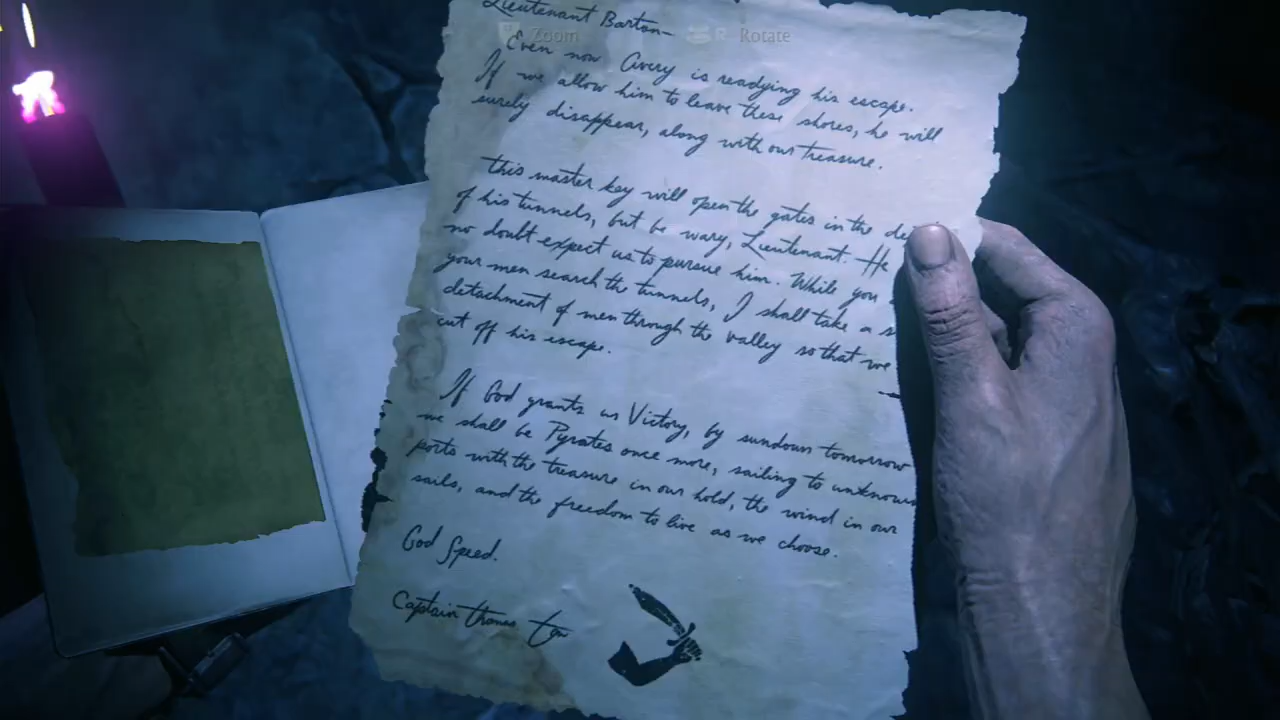 Lieutenant Barton-
Zoom R Rotate
Even now Avery is readying his escape.
If we allow him to leave these shores, he will
surely disappear, along with our treasure.
This master key will open the gates in the
of his tunnels, but be wary, Lieutenant. He
no doubt expect us to pursue him. While you
your men search the tunnels, I shall take a
detachment of men through the valley so that we
cut off his escape.
If God grants us Victory, by sundown tomorrow
we shall be Pyrates once more, sailing to unknown
ports with the treasure in our hold, the wind in our
sails, and the freedom to live as we choose.
God Speed.
Captain Thomas Tew